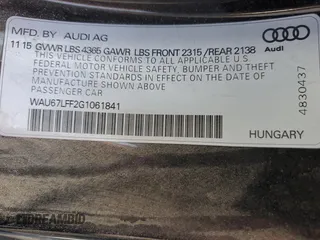 MFD. BY AUDI AG
11 15 GVWR LBS 4365 GAWR LBS FRONT 2315 /REAR 2138
THIS VEHICLE CONFORMS TO ALL APPLICABLE U.S.
FEDERAL MOTOR VEHICLE SAFETY, BUMPER AND THEFT
PREVENTION STANDARDS IN EFFECT ON THE DATE OF
MANUFACTURE SHOWN ABOVE
PASSENGER CAR
WAU67LFF2G1061841
HUNGARY
Audi
4830437
DREAMBID